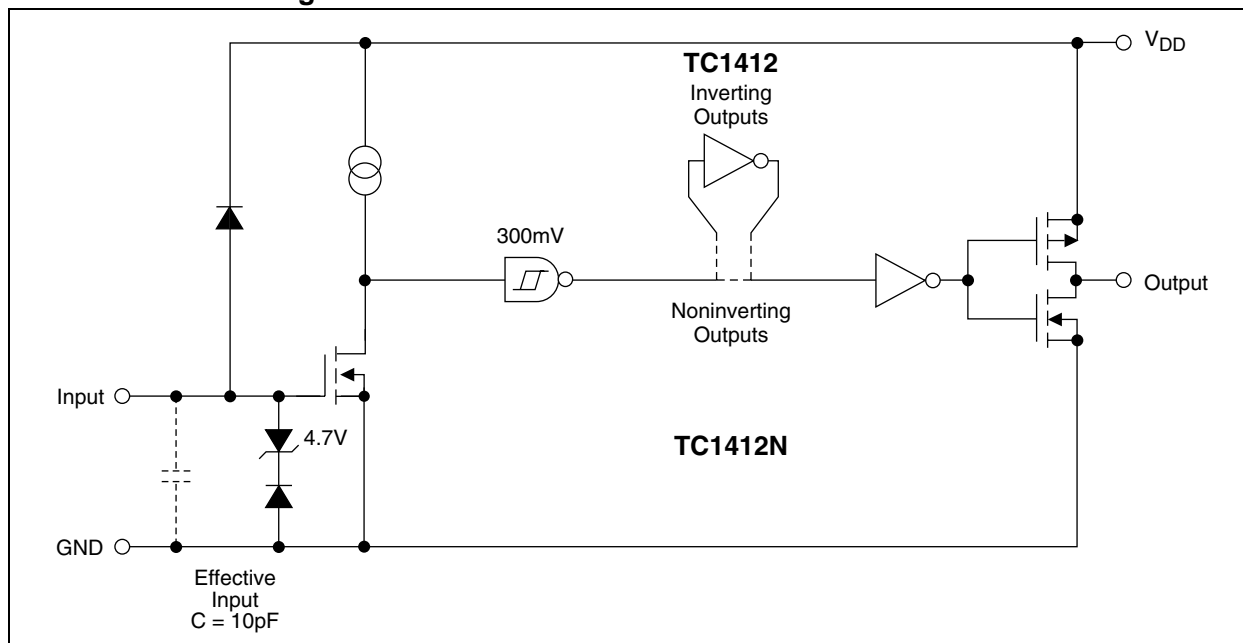 g
V_DD
TC1412
Inverting
Outputs
300mV
Output
Noninverting
Outputs
Input
4.7V
TC1412N
GND
Effective
Input
C = 10pF